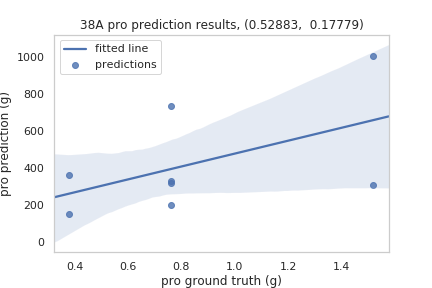 38A pro prediction results, (0.52883,  0.17779)
fitted line
predictions
pro prediction (g)
1000
800
600
400
200
0
0.4 0.6 0.8 1.0 1.2 1.4
pro ground truth (g)